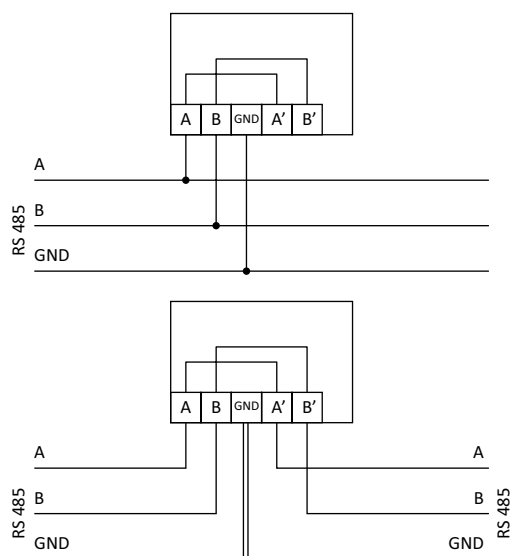 A B GND A’ B’
A
B
RS 485
GND
A B GND A’ B’
A A
B B
RS 485 RS 485
GND GND